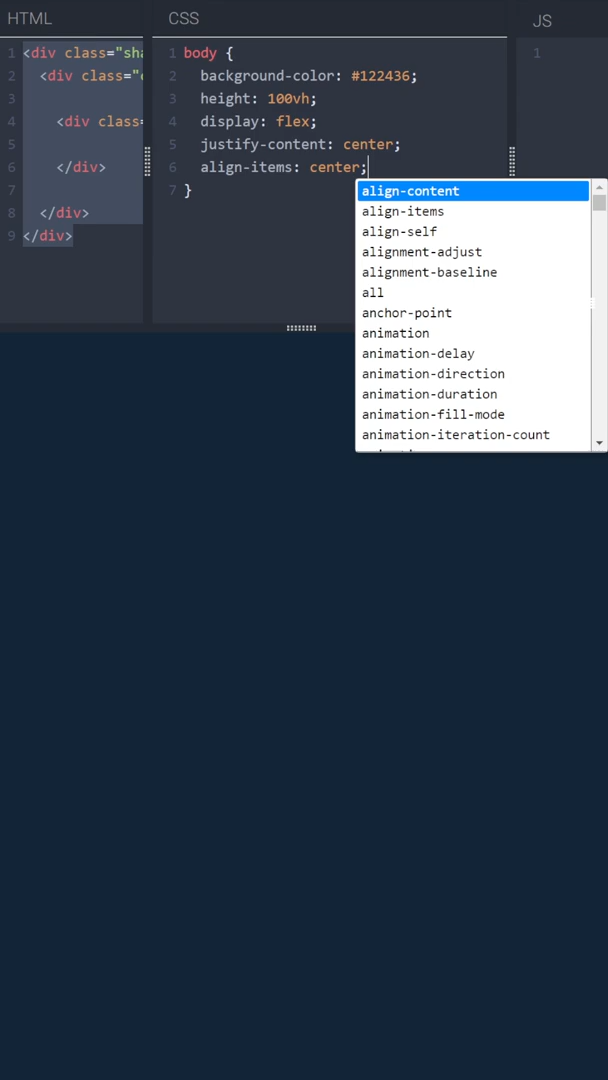 HTML
1 <div class="sha
2 <div class="
3
4 <div class=
5
6 </div>
7
8 </div>
9 </div>
CSS
1 body {
2 background-color: #122436;
3 height: 100vh;
4 display: flex;
5 justify-content: center;
6 align-items: center;
7 }
align-content
align-items
align-self
alignment-adjust
alignment-baseline
all
anchor-point
animation
animation-delay
animation-direction
animation-duration
animation-fill-mode
animation-iteration-count
JS
1